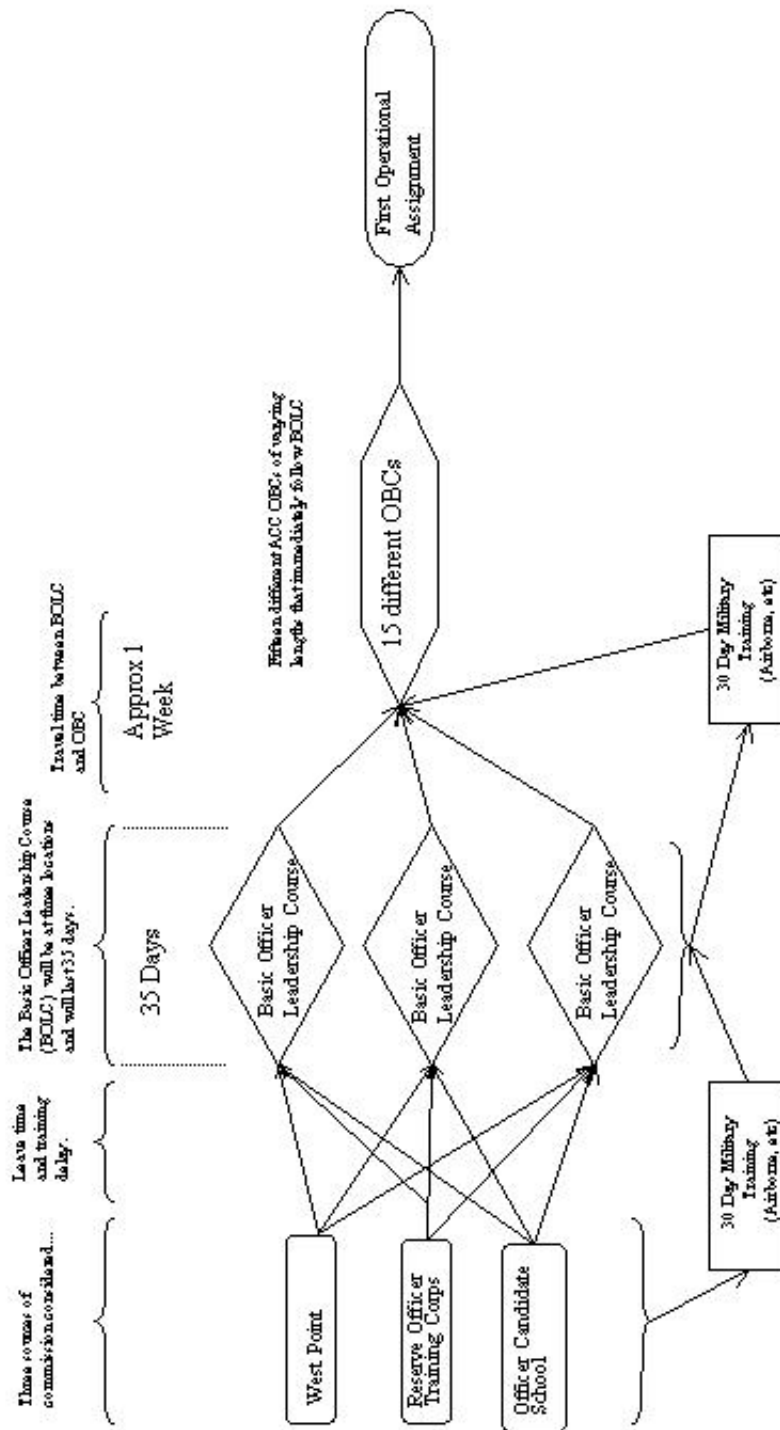 Three sources of
commission considered....
Leave time
and training
delay.
The Basic Officer Leadership Course
(BOLC) will be at three locations
and will last 35 days.
Travel time between BOLC
and OBC
35 Days
Approx 1
Week
Fifteen different ACC OBCs of varying
lengths that immediately follow BOLC
West Point
Reserve Officer
Training Corps
Officer Candidate
School
Basic Officer
Leadership Course
Basic Officer
Leadership Course
Basic Officer
Leadership Course
15 different OBCs
First Operational
Assignment
30 Day Military
Training
(Airborne, etc)
30 Day Military
Training
(Airborne, etc)